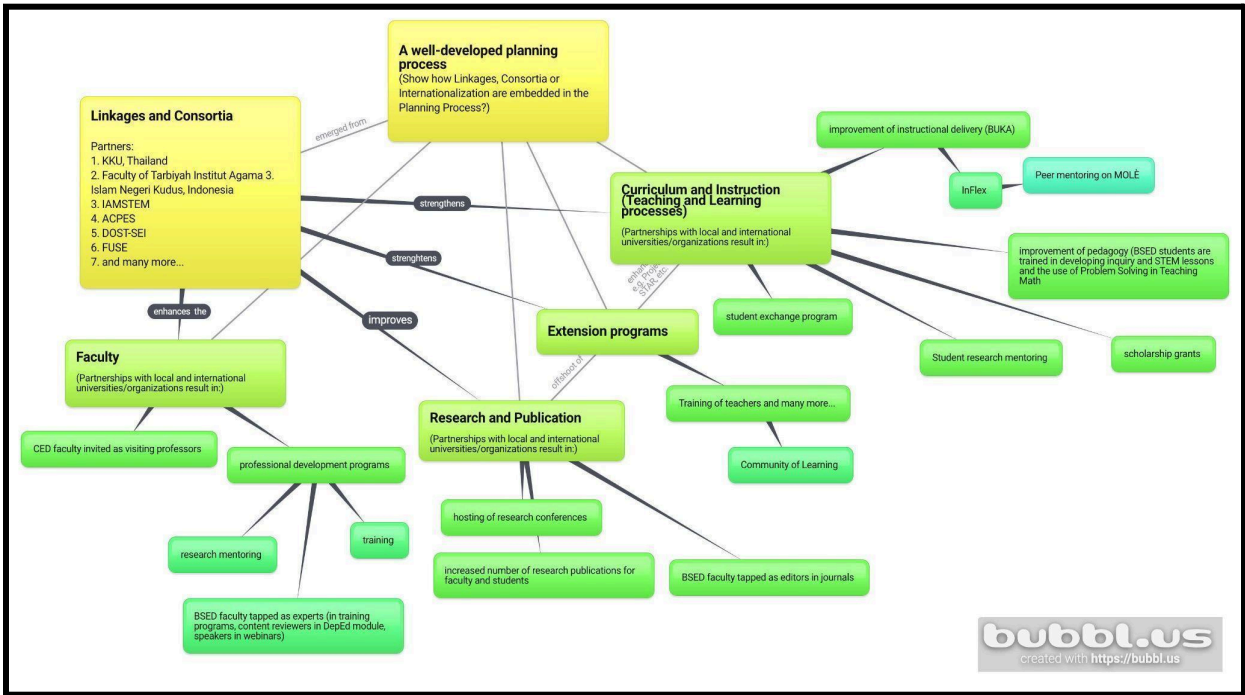 A well-developed planning
process
(Show how Linkages, Consortia or
Internationalization are embedded in the
Planning Process?)
Linkages and Consortia
Partners:
1. KKU, Thailand
2. Faculty of Tarbiyah Institut Agama 3.
Islam Negeri Kudus, Indonesia
3. IAMSTEM
4. ACPES
5. DOST-SEI
6. FUSE
7. and many more...
emerged from
strengthens
strenghtens
improves
enhances the
Curriculum and Instruction
(Teaching and Learning
processes)
(Partnerships with local and international
universities/organizations result in:)
improvement of instructional delivery (BUKA)
InFlex
Peer mentoring on MOLÈ
improvement of pedagogy (BSED students are
trained in developing inquiry and STEM lessons
and the use of Problem Solving in Teaching
Math
scholarship grants
Student research mentoring
student exchange program
e.g. Project
STAR, etc.
Extension programs
offshoot of
Training of teachers and many more...
Community of Learning
Faculty
(Partnerships with local and international
universities/organizations result in:)
CED faculty invited as visiting professors
professional development programs
research mentoring
training
BSED faculty tapped as experts (in training
programs, content reviewers in DepEd module,
speakers in webinars)
Research and Publication
(Partnerships with local and international
universities/organizations result in:)
hosting of research conferences
increased number of research publications for
faculty and students
BSED faculty tapped as editors in journals
bubbl.us
created with https://bubbl.us